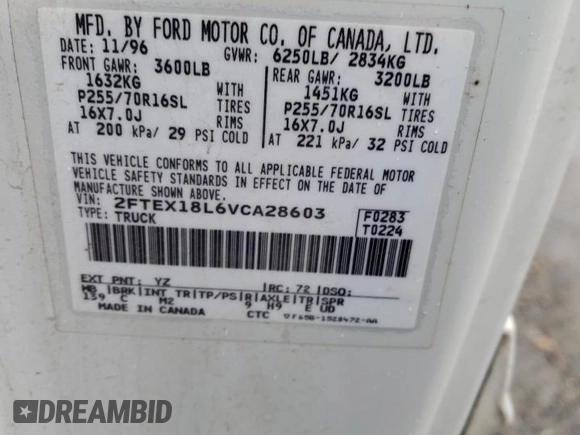 MFD. BY FORD MOTOR CO. OF CANADA, LTD.
DATE: 11/96 GVWR: 6250LB/ 2834KG
FRONT GAWR: 3600LB REAR GAWR: 3200LB
1632KG WITH 1451KG WITH
P255/70R16SL TIRES P255/70R16SL TIRES
16X7.0J RIMS 16X7.0J RIMS
AT 200 kPa/ 29 PSI COLD AT 221 kPa/ 32 PSI COLD
THIS VEHICLE CONFORMS TO ALL APPLICABLE FEDERAL MOTOR
VEHICLE SAFETY STANDARDS IN EFFECT ON THE DATE OF
MANUFACTURE SHOWN ABOVE.
VIN: 2FTEX18L6VCA28603
TYPE: TRUCK
F0283
T0224
EXT PNT: YZ RC: 72 DSO:
WB BRK INT TR TP/PS R AXLE TR SPR
139 C M2 9 H9 E UD
MADE IN CANADA CTC
DREAMBID